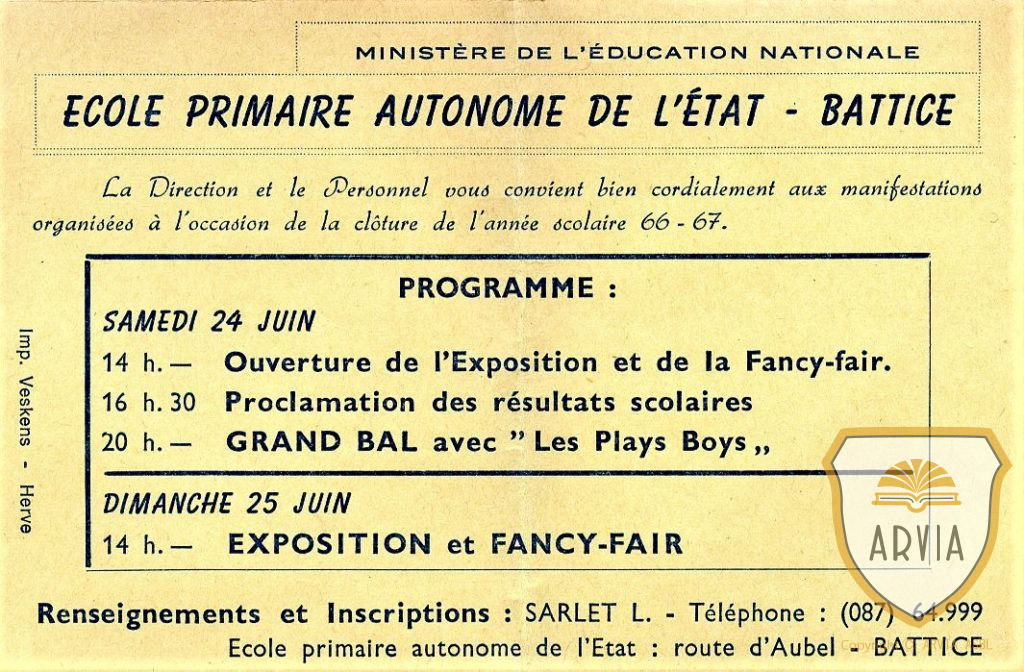 MINISTÈRE DE L'ÉDUCATION NATIONALE
ECOLE PRIMAIRE AUTONOME DE L'ÉTAT - BATTICE
La Direction et le Personnel vous convient bien cordialement aux manifestations
organisées à l'occasion de la clôture de l'année scolaire 66 - 67.
PROGRAMME :
SAMEDI 24 JUIN
14 h. — Ouverture de l'Exposition et de la Fancy-fair.
16 h. 30 Proclamation des résultats scolaires
20 h. — GRAND BAL avec " Les Plays Boys „
DIMANCHE 25 JUIN
14 h. — EXPOSITION et FANCY-FAIR
Renseignements et Inscriptions : SARLET L. - Téléphone : (087) 64.999
Ecole primaire autonome de l'Etat : route d'Aubel - BATTICE
Imp. Veskens - Herve
ARVIA